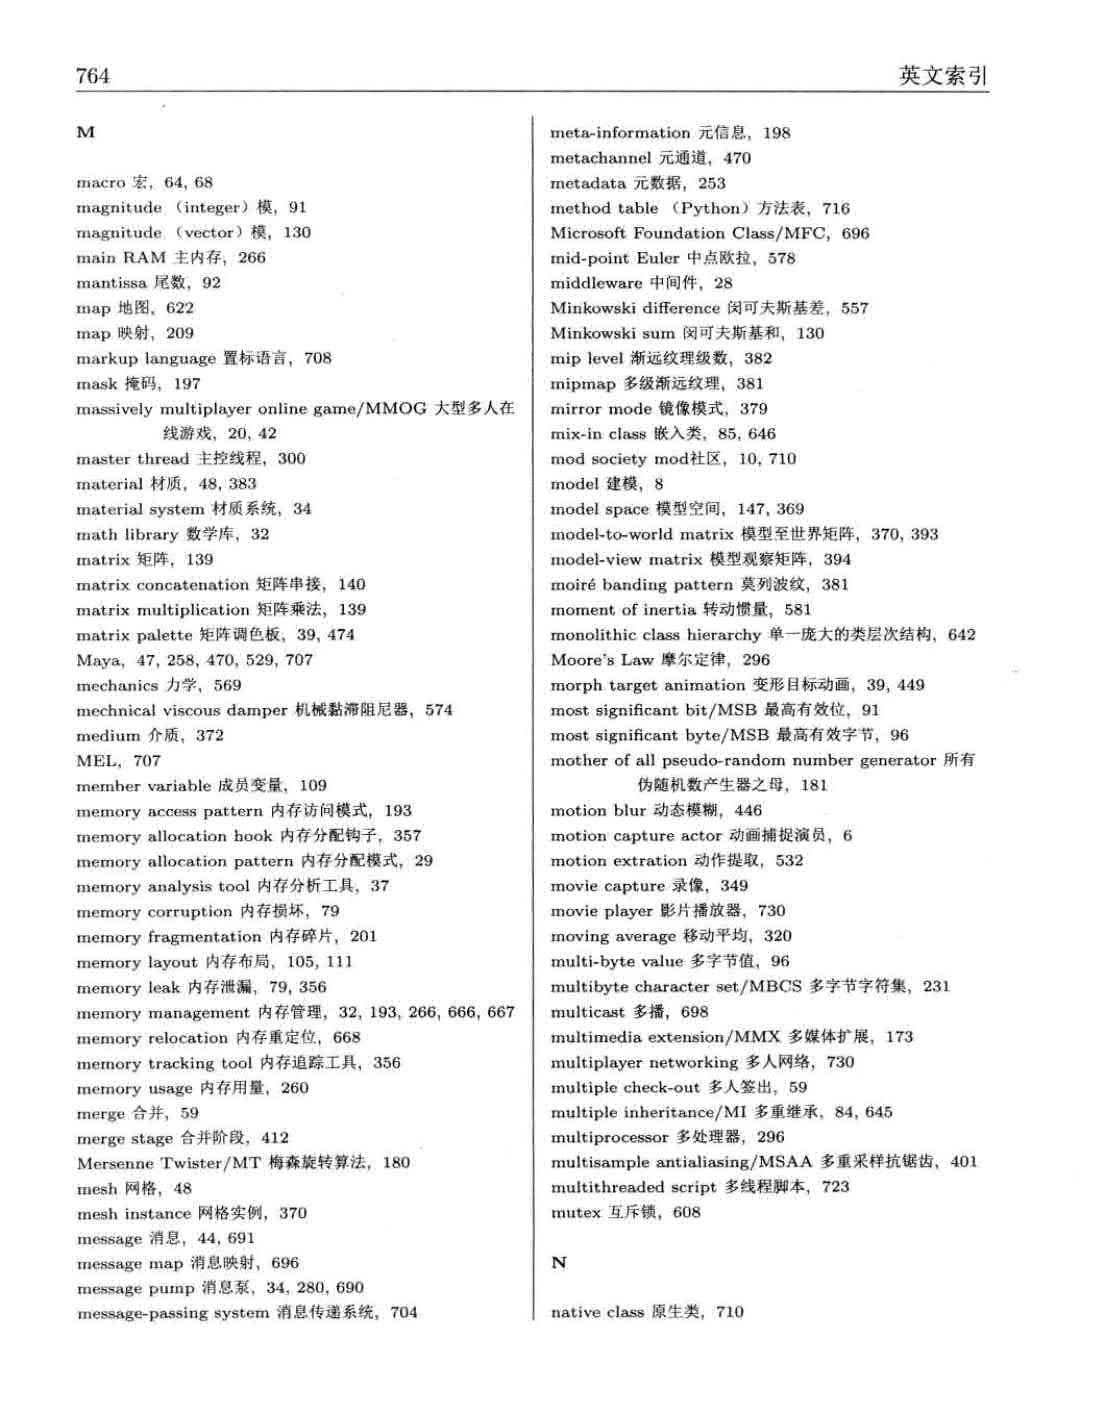 764
英文索引
M
macro 宏，64, 68
magnitude （integer）模，91
magnitude （vector）模，130
main RAM 主内存，266
mantissa 尾数，92
map 地图，622
map 映射，209
markup language 置标语言，708
mask 掩码，197
massively multiplayer online game/MMOG 大型多人在
线游戏，20, 42
master thread 主控线程，300
material 材质，48, 383
material system 材质系统，34
math library 数学库，32
matrix 矩阵，139
matrix concatenation 矩阵串接，140
matrix multiplication 矩阵乘法，139
matrix palette 矩阵调色板，39, 474
Maya，47, 258, 470, 529, 707
mechanics 力学，569
mechnical viscous damper 机械黏滞阻尼器，574
medium 介质，372
MEL，707
member variable 成员变量，109
memory access pattern 内存访问模式，193
memory allocation hook 内存分配钩子，357
memory allocation pattern 内存分配模式，29
memory analysis tool 内存分析工具，37
memory corruption 内存损坏，79
memory fragmentation 内存碎片，201
memory layout 内存布局，105, 111
memory leak 内存泄漏，79, 356
memory management 内存管理，32, 193, 266, 666, 667
memory relocation 内存重定位，668
memory tracking tool 内存追踪工具，356
memory usage 内存用量，260
merge 合并，59
merge stage 合并阶段，412
Mersenne Twister/MT 梅森旋转算法，180
mesh 网格，48
mesh instance 网格实例，370
message 消息，44, 691
message map 消息映射，696
message pump 消息泵，34, 280, 690
message-passing system 消息传递系统，704
meta-information 元信息，198
metachannel 元通道，470
metadata 元数据，253
method table （Python）方法表，716
Microsoft Foundation Class/MFC，696
mid-point Euler 中点欧拉，578
middleware 中间件，28
Minkowski difference 闵可夫斯基差，557
Minkowski sum 闵可夫斯基和，130
mip level 渐远纹理级数，382
mipmap 多级渐远纹理，381
mirror mode 镜像模式，379
mix-in class 嵌入类，85, 646
mod society mod社区，10, 710
model 建模，8
model space 模型空间，147, 369
model-to-world matrix 模型至世界矩阵，370, 393
model-view matrix 模型观察矩阵，394
moiré banding pattern 莫列波纹，381
moment of inertia 转动惯量，581
monolithic class hierarchy 单一庞大的类层次结构，642
Moore's Law 摩尔定律，296
morph target animation 变形目标动画，39, 449
most significant bit/MSB 最高有效位，91
most significant byte/MSB 最高有效字节，96
mother of all pseudo-random number generator 所有
伪随机数产生器之母，181
motion blur 动态模糊，446
motion capture actor 动画捕捉演员，6
motion extration 动作提取，532
movie capture 录像，349
movie player 影片播放器，730
moving average 移动平均，320
multi-byte value 多字节值，96
multibyte character set/MBCS 多字节字符集，231
multicast 多播，698
multimedia extension/MMX 多媒体扩展，173
multiplayer networking 多人网络，730
multiple check-out 多人签出，59
multiple inheritance/MI 多重继承，84, 645
multiprocessor 多处理器，296
multisample antialiasing/MSAA 多重采样抗锯齿，401
multithreaded script 多线程脚本，723
mutex 互斥锁，608
N
native class 原生类，710